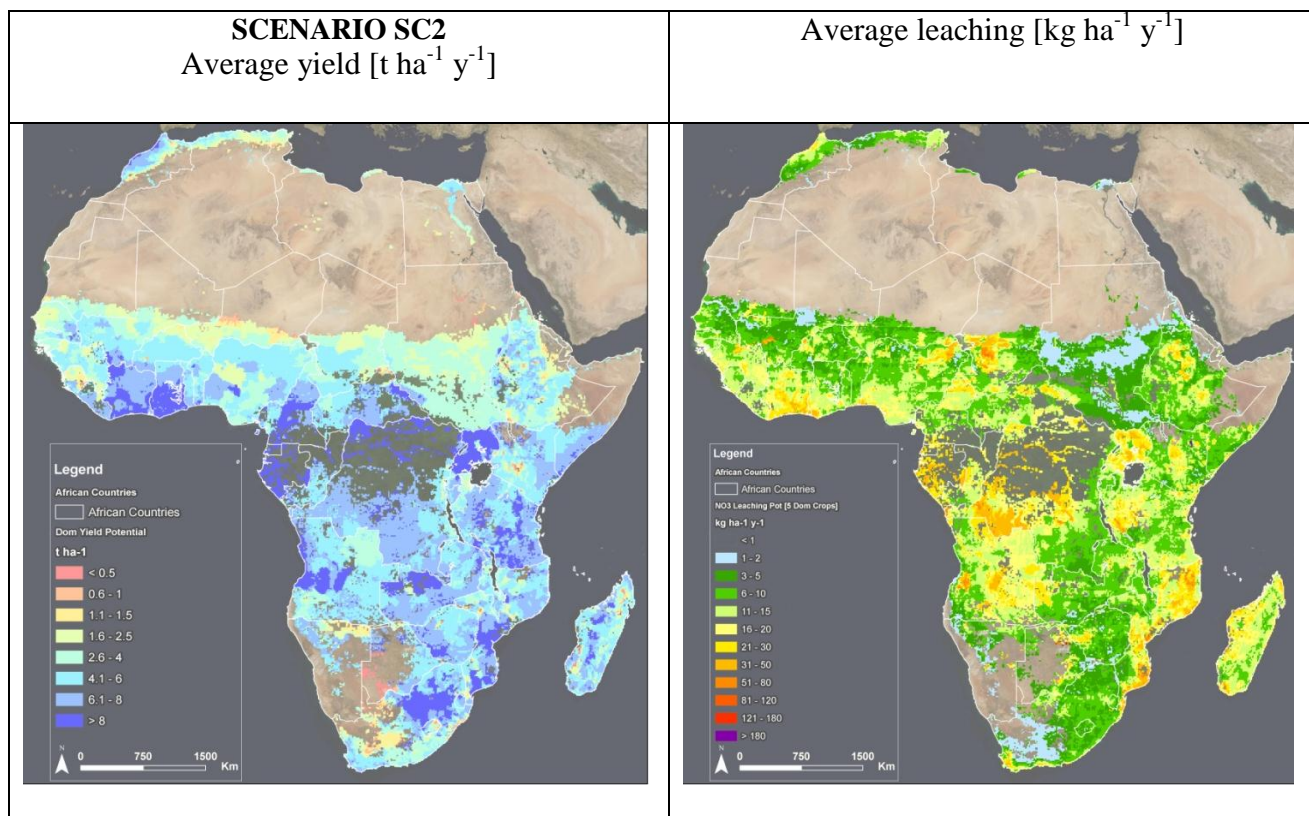 SCENARIO SC2
Average yield [t ha-1 y-1]
Average leaching [kg ha-1 y-1]
Legend
African Countries
African Countries
Dom Yield Potential
t ha-1
< 0.5
0.6 - 1
1.1 - 1.5
1.6 - 2.5
2.6 - 4
4.1 - 6
6.1 - 8
> 8
N
0 750 1500
Km
Legend
African Countries
African Countries
NO3 Leaching Pot [5 Dom Crops]
kg ha-1 y-1
< 1
1 - 2
3 - 5
6 - 10
11 - 15
16 - 20
21 - 30
31 - 50
51 - 80
81 - 120
121 - 180
> 180
N
0 750 1500
Km